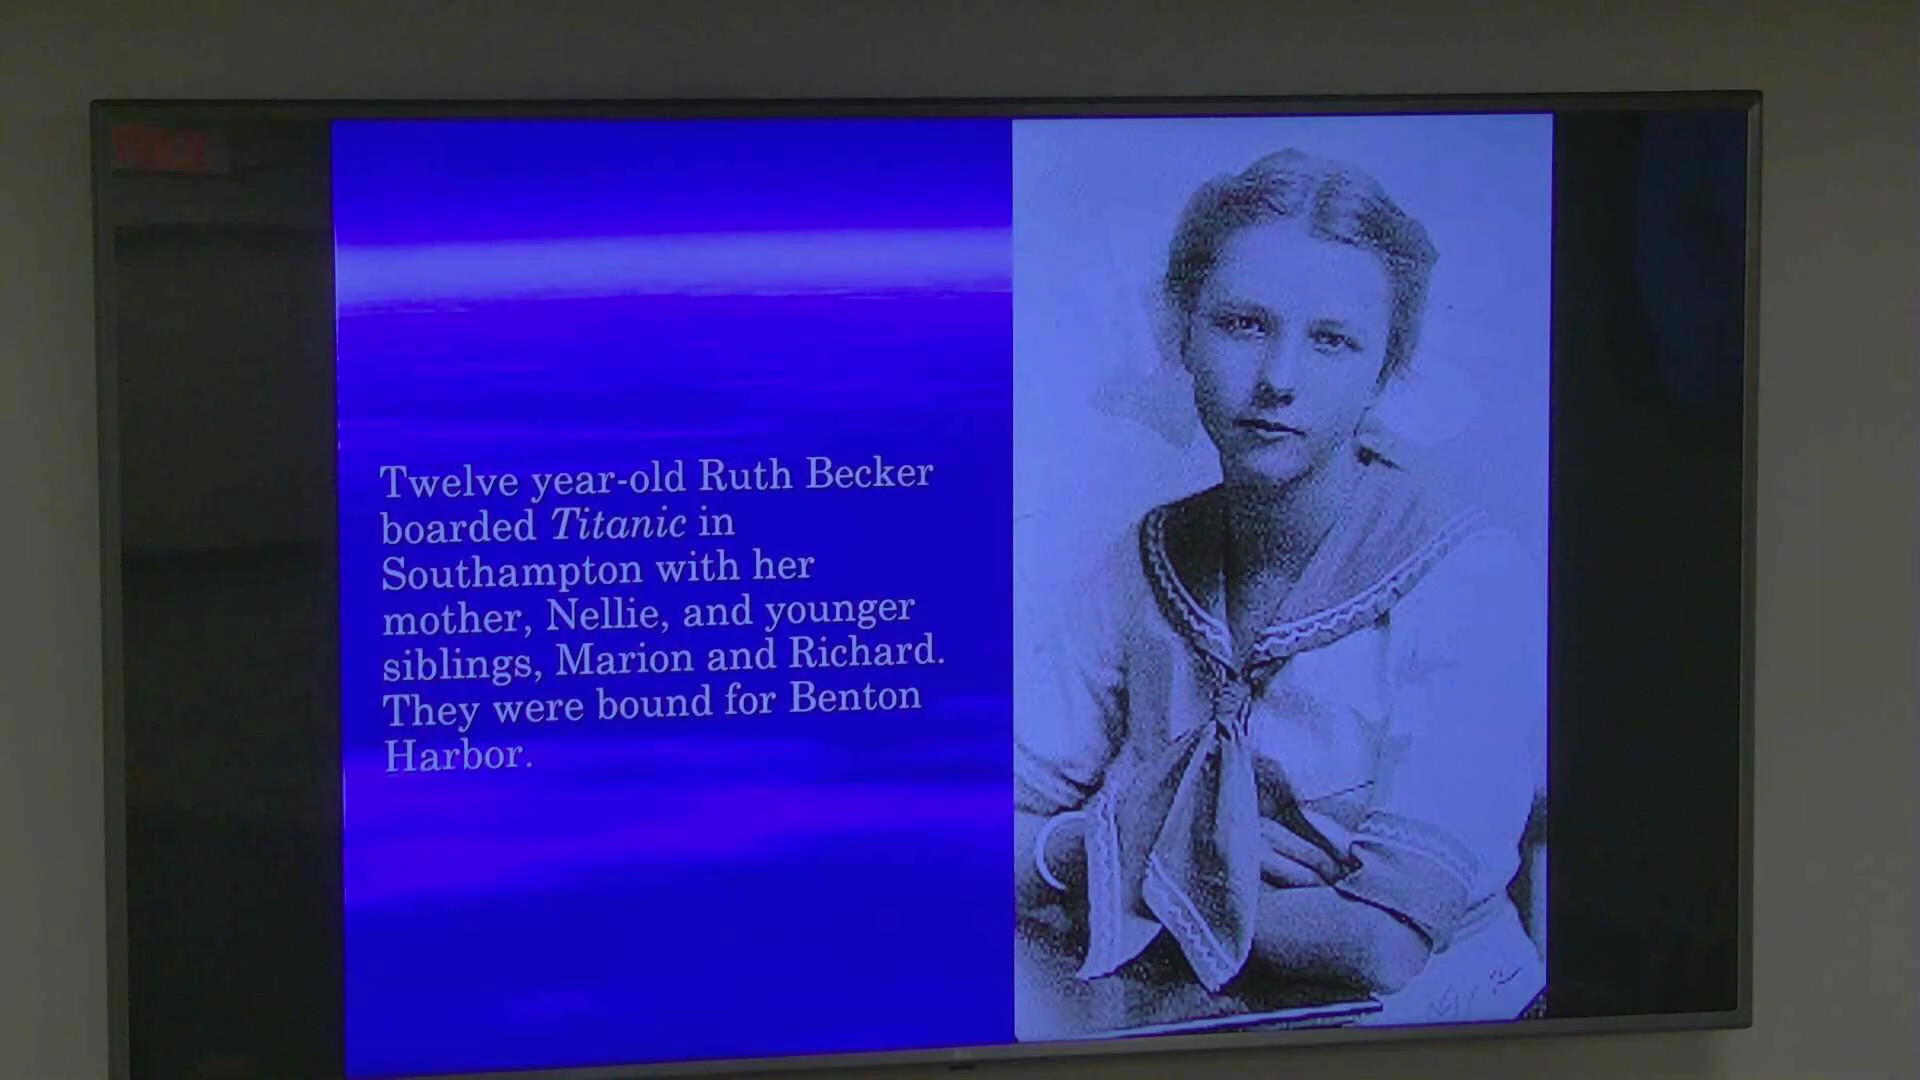 Twelve year-old Ruth Becker
boarded Titanic in
Southampton with her
mother, Nellie, and younger
siblings, Marion and Richard.
They were bound for Benton
Harbor.